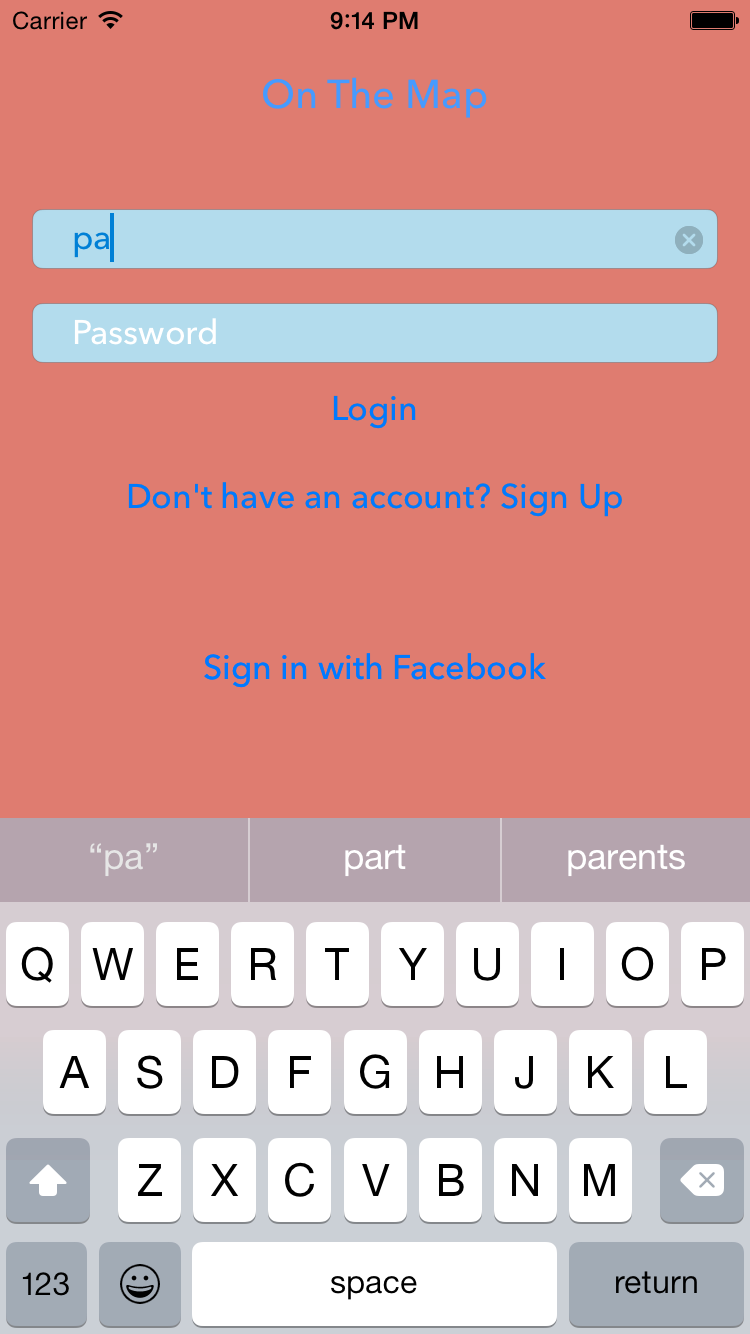 Carrier 9:14 PM
On The Map
pa
Password
Login
Don't have an account? Sign Up
Sign in with Facebook
“pa” part parents
Q W E R T Y U I O P
A S D F G H J K L
Z X C V B N M
123 space return